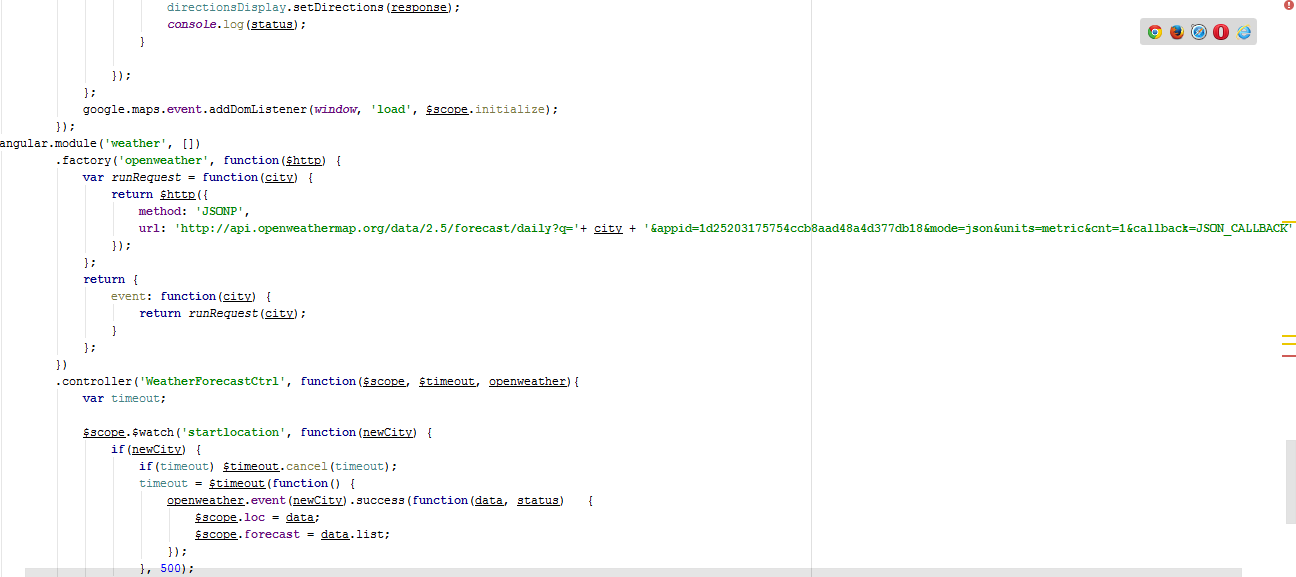 directionsDisplay.setDirections(response);
console.log(status);
}
});
};
google.maps.event.addDomListener(window, 'load', $scope.initialize);
});
angular.module('weather', [])
.factory('openweather', function($http) {
var runRequest = function(city) {
return $http({
method: 'JSONP',
url: 'http://api.openweathermap.org/data/2.5/forecast/daily?q='+ city + '&appid=1d25203175754ccb8aad48a4d377db18&mode=json&units=metric&cnt=1&callback=JSON_CALLBACK'
});
};
return {
event: function(city) {
return runRequest(city);
}
};
})
.controller('WeatherForecastCtrl', function($scope, $timeout, openweather){
var timeout;
$scope.$watch('startlocation', function(newCity) {
if(newCity) {
if(timeout) $timeout.cancel(timeout);
timeout = $timeout(function() {
openweather.event(newCity).success(function(data, status)   {
$scope.loc = data;
$scope.forecast = data.list;
});
}, 500);